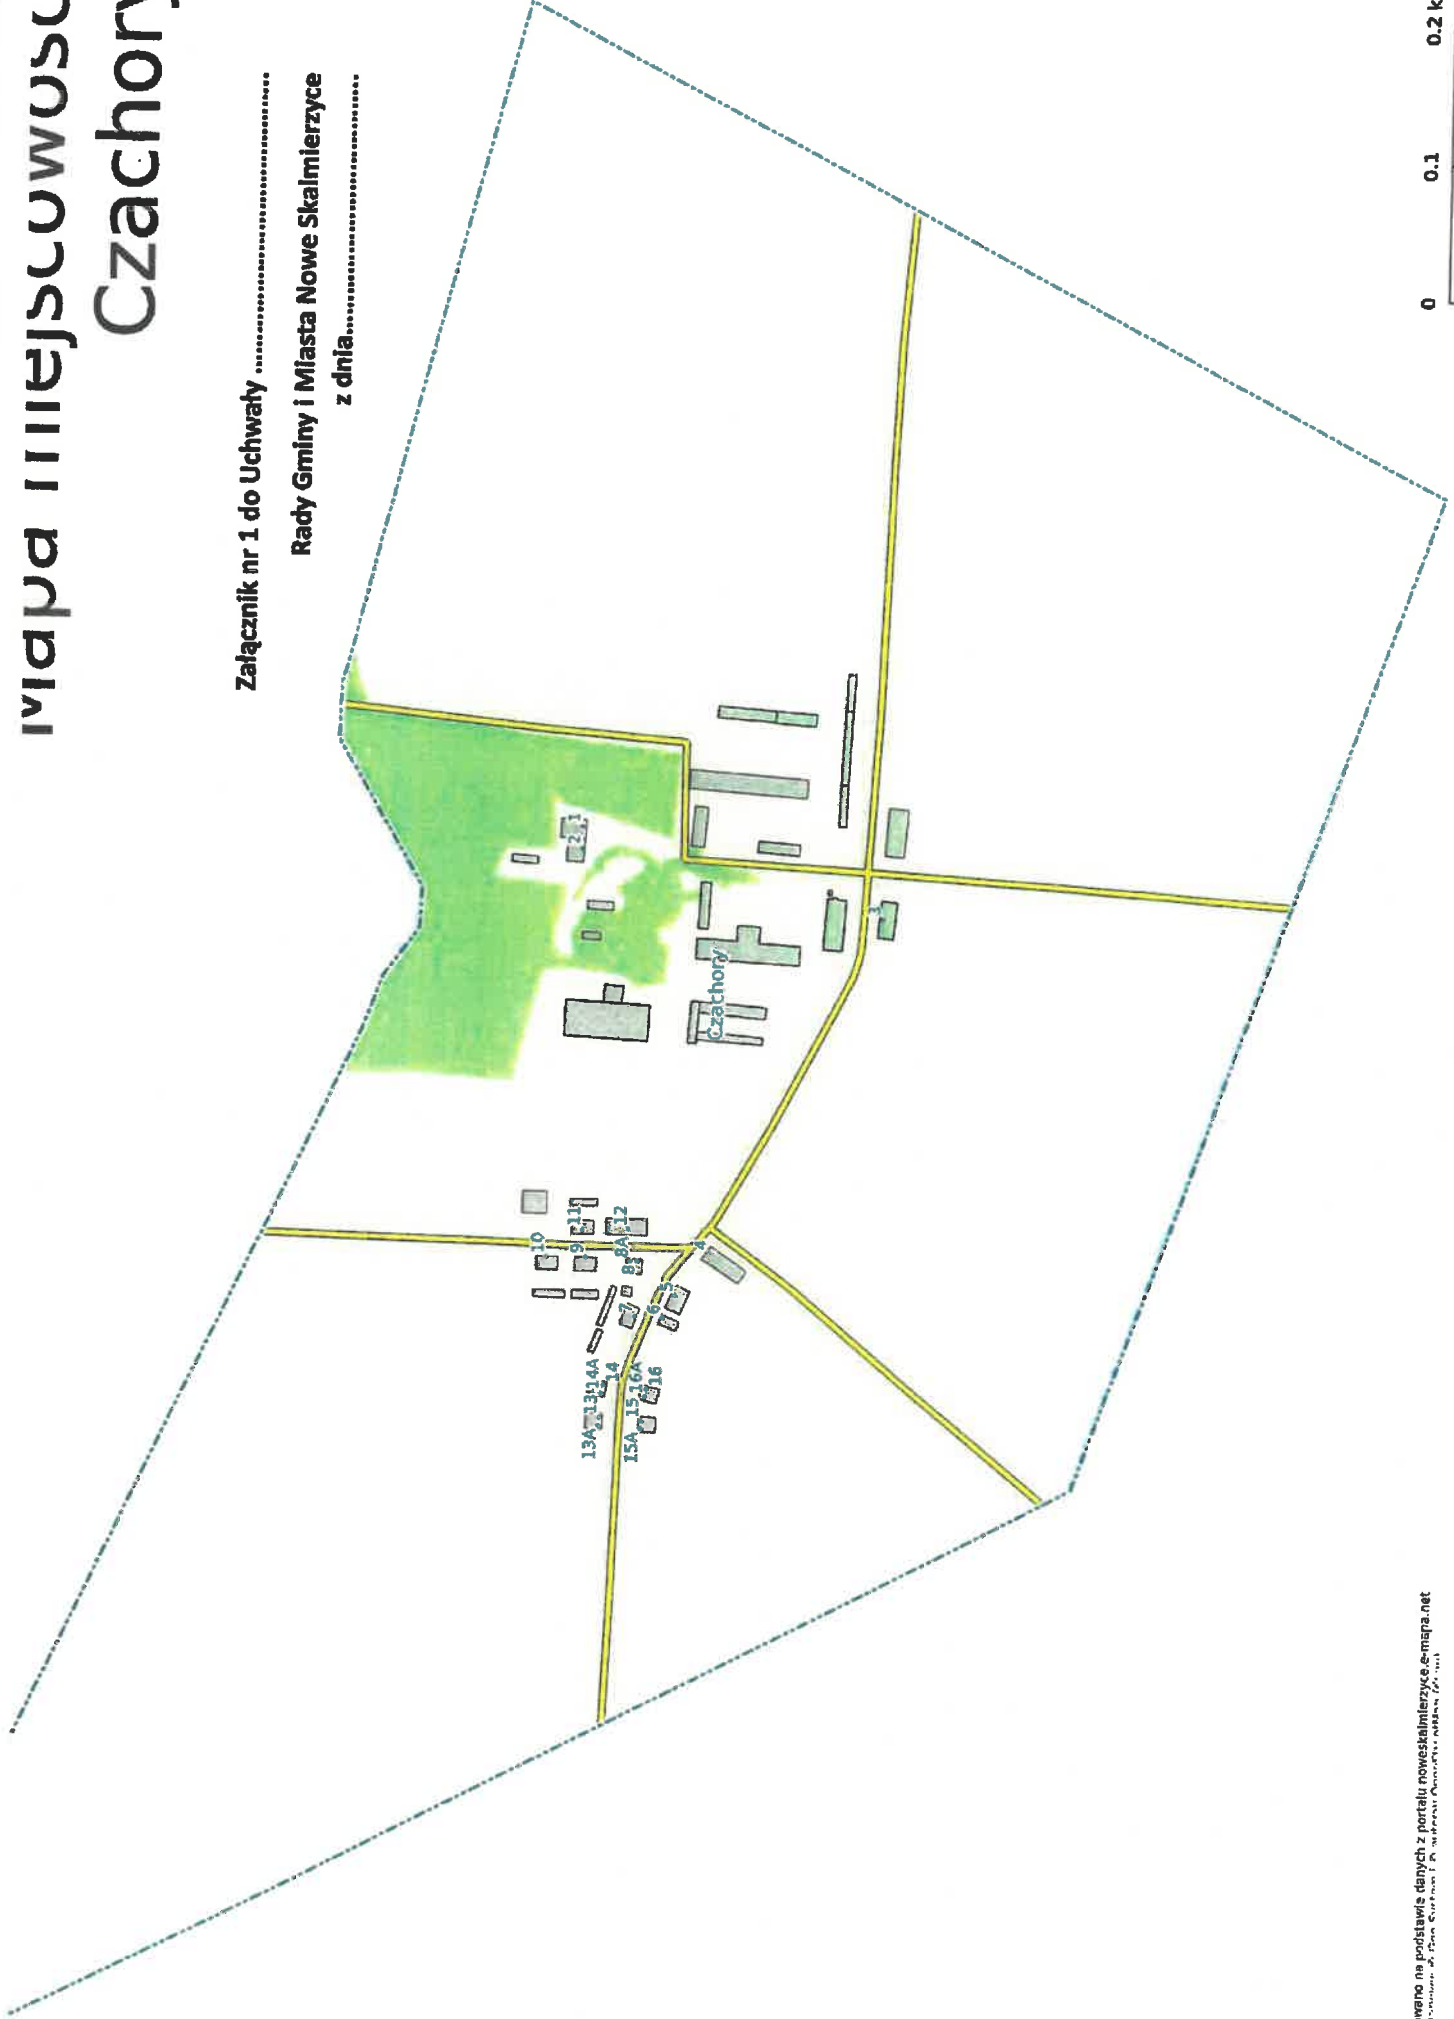 Mapa miejscowośc
Czachory
Załącznik nr 1 do Uchwały ........................................
Rady Gminy i Miasta Nowe Skalmierzyce
z dnia........................................
1
2
Czachory
3
10
11
9
12
8A
8
4
7
5
6
14A
14
13
13A
16A
16
15
15A
0 0.1 0.2 k
wano na podstawie danych z portalu noweskalmierzyce.e-mapa.net